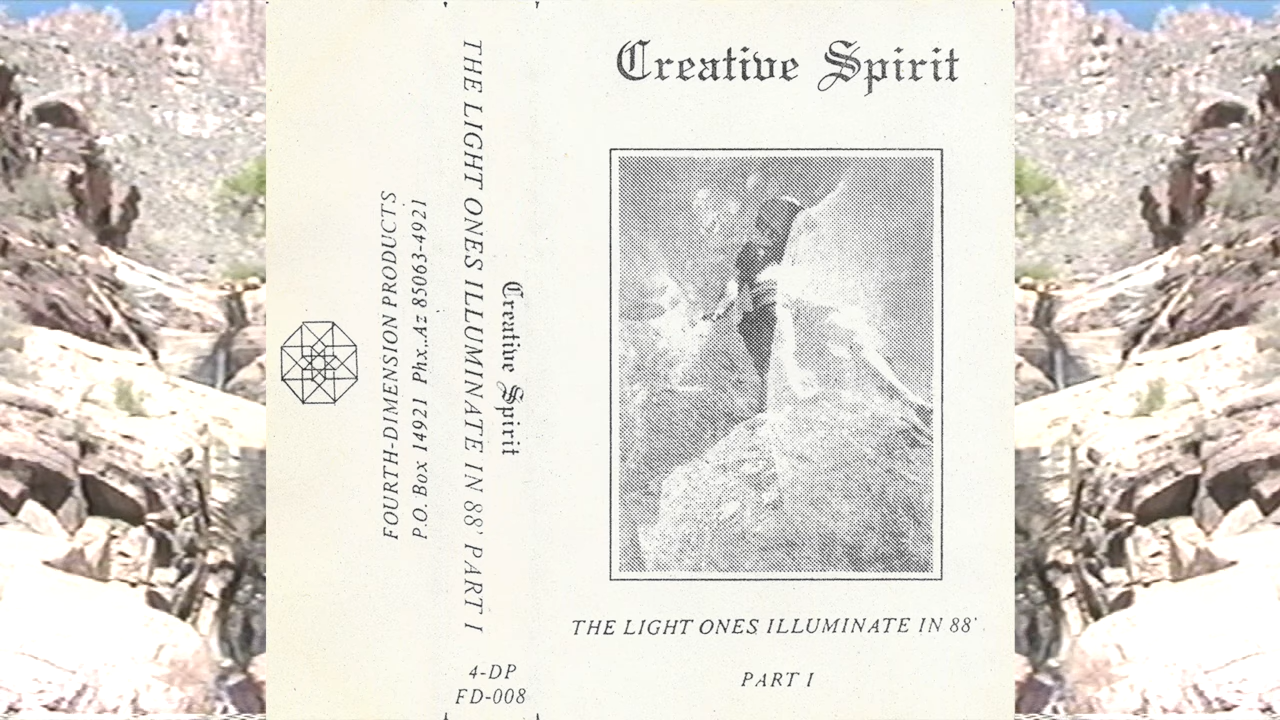 FOURTH-DIMENSION PRODUCTS
P.O. Box 14921 Phx., Az 85063-4921
THE LIGHT ONES ILLUMINATE IN 88' PART I
Creative Spirit
4-DP
FD-008
Creative Spirit
THE LIGHT ONES ILLUMINATE IN 88'
PART I